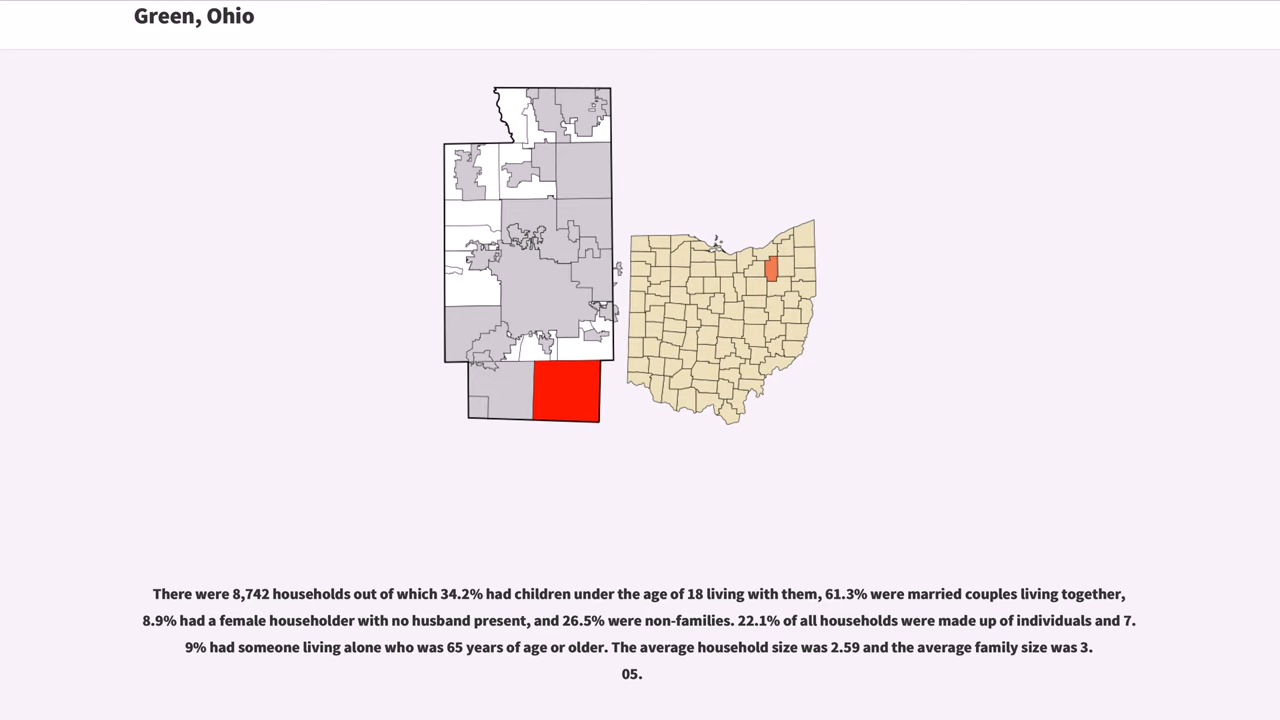 Green, Ohio
There were 8,742 households out of which 34.2% had children under the age of 18 living with them, 61.3% were married couples living together,
8.9% had a female householder with no husband present, and 26.5% were non-families. 22.1% of all households were made up of individuals and 7.
9% had someone living alone who was 65 years of age or older. The average household size was 2.59 and the average family size was 3.
05.